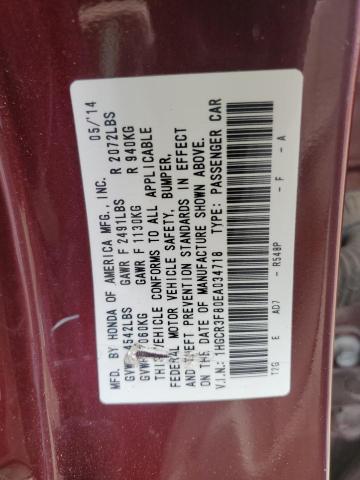 MFD. BY HONDA OF AMERICA MFG., INC. 05/'14
GVWR 4542LBS GAWR F 2491LBS R 2072LBS
GVWR 2060KG GAWR F 1130KG R 940KG
THIS VEHICLE CONFORMS TO ALL APPLICABLE
FEDERAL MOTOR VEHICLE SAFETY, BUMPER,
AND THEFT PREVENTION STANDARDS IN EFFECT
ON THE DATE OF MANUFACTURE SHOWN ABOVE.
V.I.N.: 1HGCR3F80EA034718 TYPE: PASSENGER CAR
T2G E AD7 - R548P - F - A